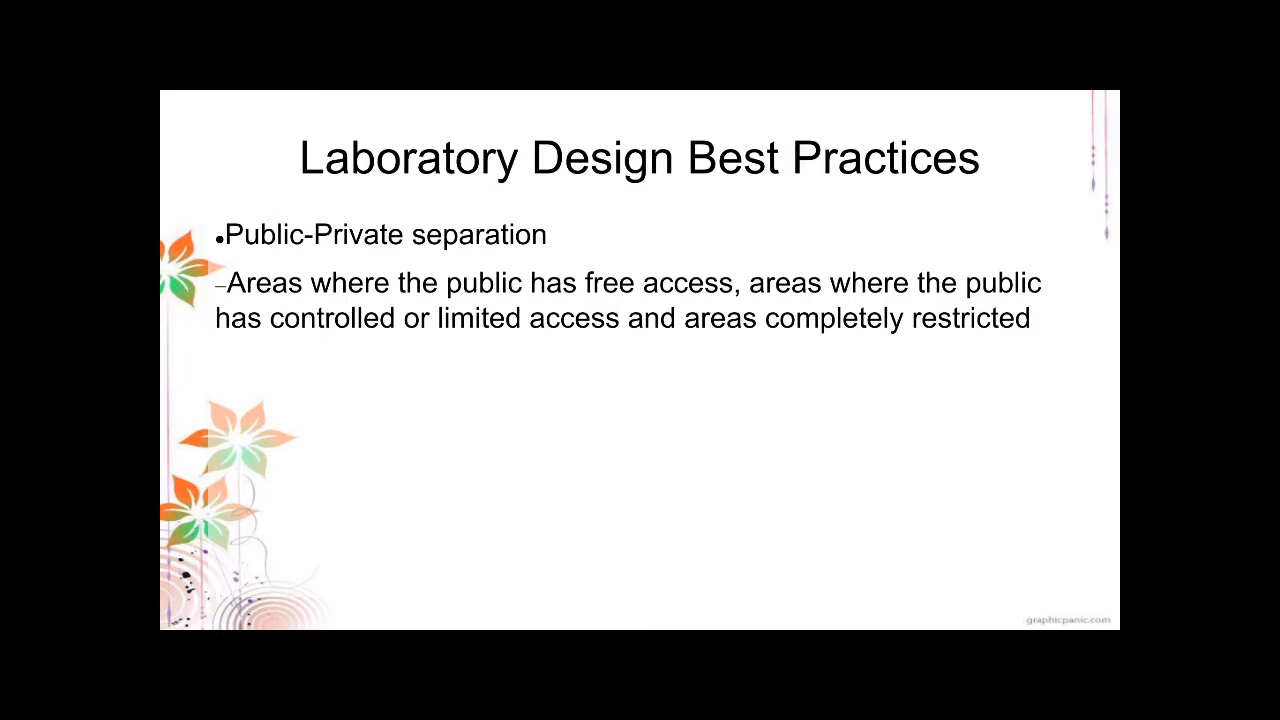 Laboratory Design Best Practices
●Public-Private separation
–Areas where the public has free access, areas where the public
has controlled or limited access and areas completely restricted
graphicpanic.com